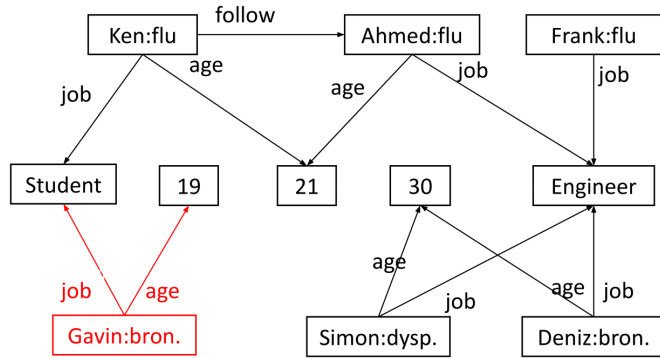 follow
Ken:flu
Ahmed:flu
Frank:flu
job
age
age
job
job
Student
19
21
30
Engineer
job
age
age
job
age
job
Gavin:bron.
Simon:dysp.
Deniz:bron.